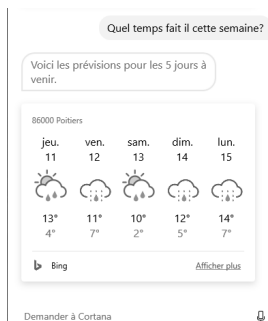 Quel temps fait il cette semaine?
Voici les prévisions pour les 5 jours à
venir.
86000 Poitiers
jeu. ven. sam. dim. lun.
11 12 13 14 15
13° 11° 10° 12° 14°
4° 7° 2° 5° 7°
Bing Afficher plus
Demander à Cortana